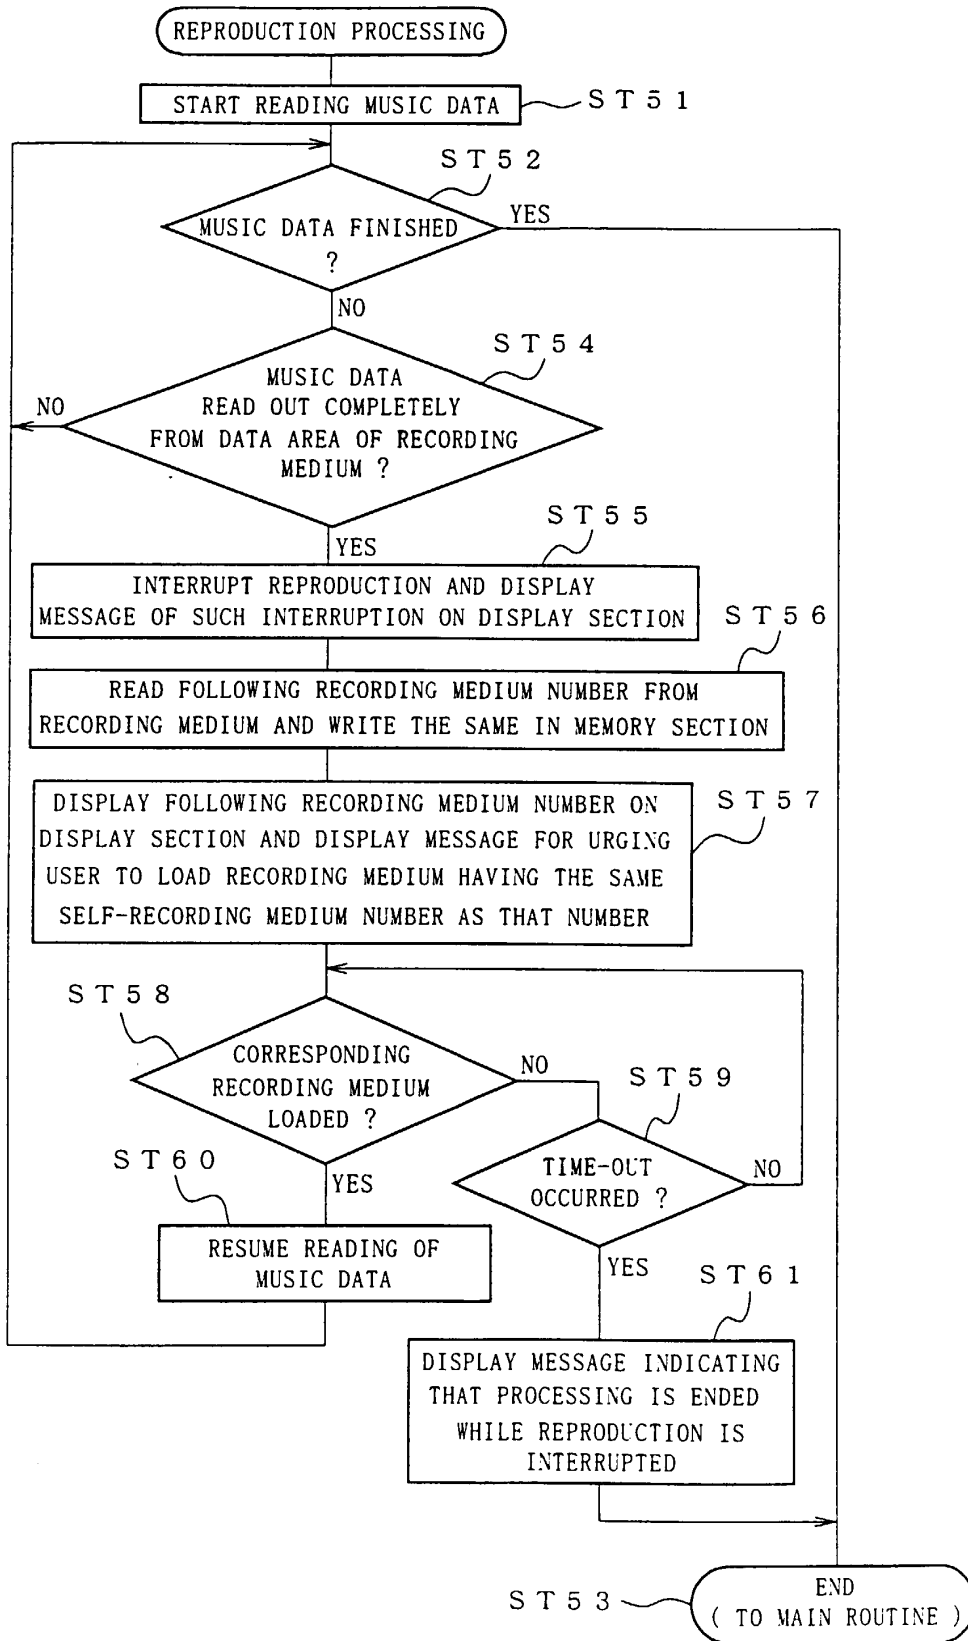 REPRODUCTION PROCESSING
START READING MUSIC DATA
ST51
ST52
MUSIC DATA FINISHED
?
YES
NO
ST54
MUSIC DATA
READ OUT COMPLETELY
FROM DATA AREA OF RECORDING
MEDIUM ?
NO
YES
ST55
INTERRUPT REPRODUCTION AND DISPLAY
MESSAGE OF SUCH INTERRUPTION ON DISPLAY SECTION
ST56
READ FOLLOWING RECORDING MEDIUM NUMBER FROM
RECORDING MEDIUM AND WRITE THE SAME IN MEMORY SECTION
ST57
DISPLAY FOLLOWING RECORDING MEDIUM NUMBER ON
DISPLAY SECTION AND DISPLAY MESSAGE FOR URGING
USER TO LOAD RECORDING MEDIUM HAVING THE SAME
SELF-RECORDING MEDIUM NUMBER AS THAT NUMBER
ST58
CORRESPONDING
RECORDING MEDIUM
LOADED ?
NO
YES
ST59
TIME-OUT
OCCURRED ?
NO
YES
ST60
RESUME READING OF
MUSIC DATA
ST61
DISPLAY MESSAGE INDICATING
THAT PROCESSING IS ENDED
WHILE REPRODUCTION IS
INTERRUPTED
ST53
END
( TO MAIN ROUTINE )